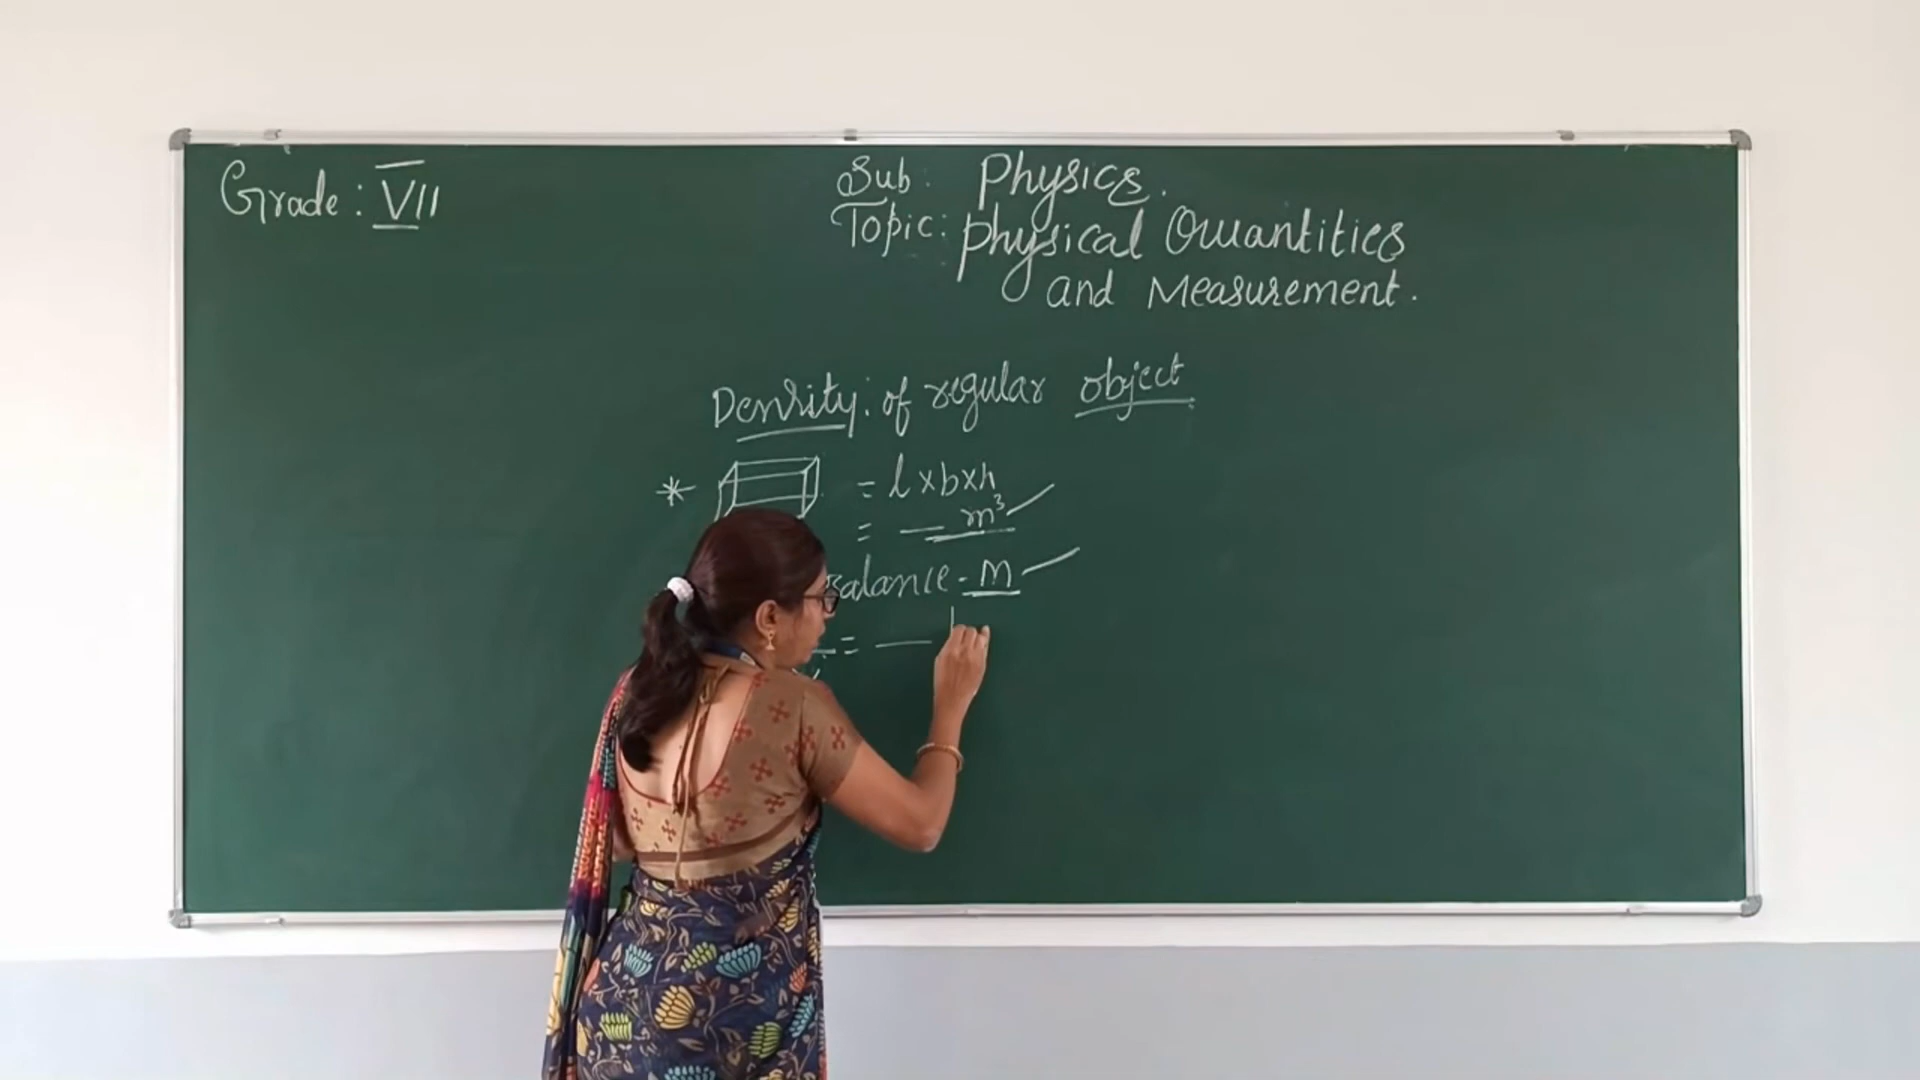 Grade: VII
Sub. Physics.
Topic: Physical Quantities
and Measurement.
Density: of regular object
* = l×b×h
= — m³ ✓
Balance - M ✓
= —